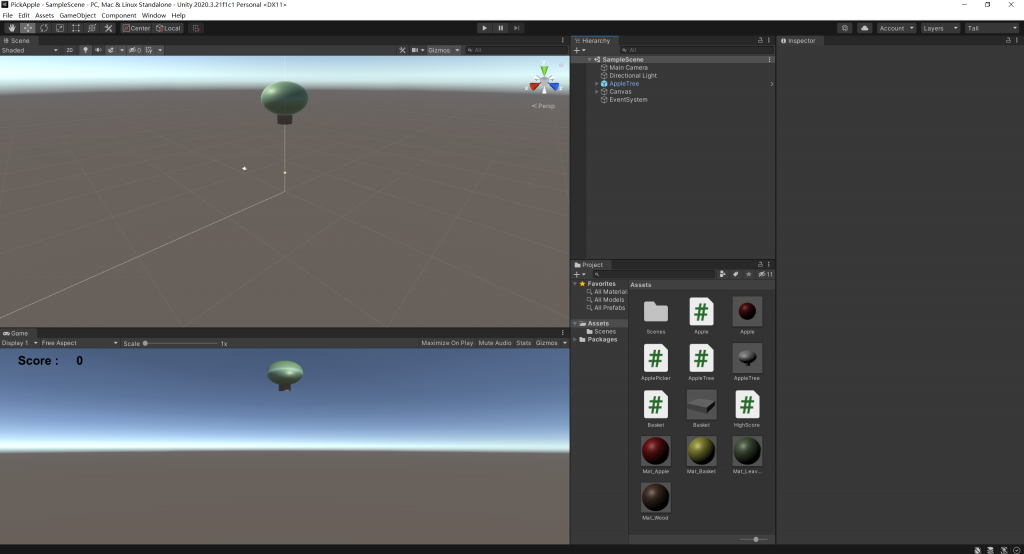 PickApple - SampleScene - PC, Mac & Linux Standalone - Unity 2020.3.21f1c1 Personal <DX11>
File Edit Assets GameObject Component Window Help
Center Local
Account Layers Tall
Scene
Shaded 2D 0 Gizmos All
Persp
Hierarchy
All
SampleScene
Main Camera
Directional Light
AppleTree
Canvas
EventSystem
Inspector
Game
Display 1 Free Aspect Scale 1x Maximize On Play Mute Audio Stats Gizmos
Score : 0
Project
11
Favorites
All Material
All Models
All Prefabs
Assets
Scenes
Packages
Assets
Scenes Apple Apple
ApplePicker AppleTree AppleTree
Basket Basket HighScore
Mat_Apple Mat_Basket Mat_Leav...
Mat_Wood